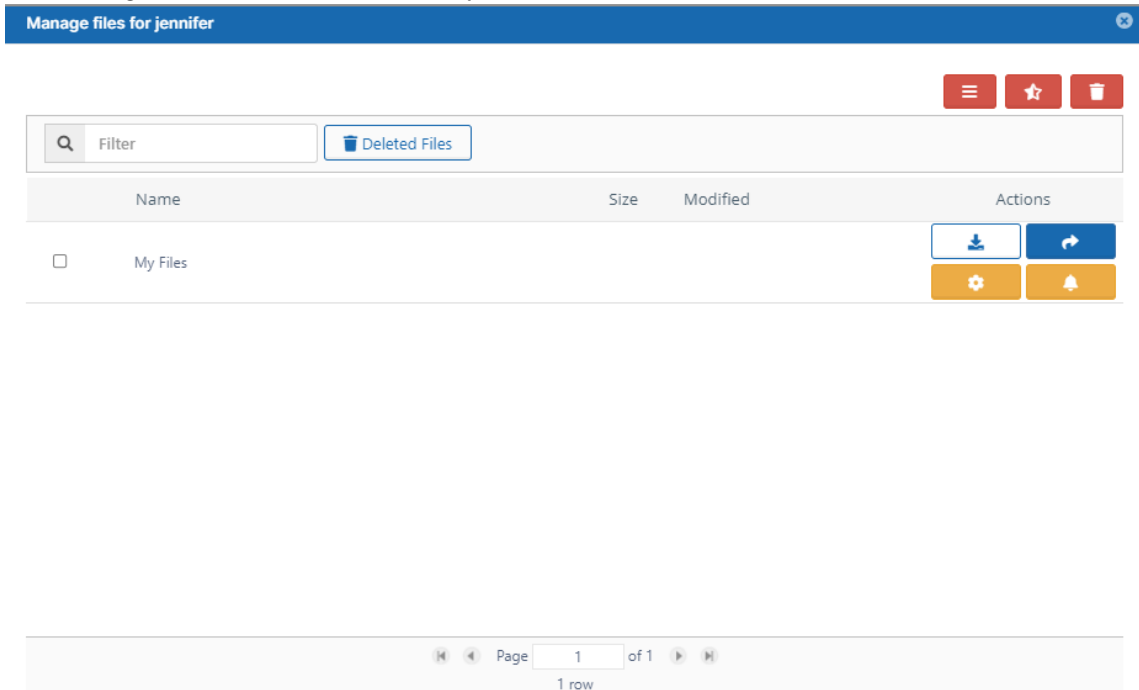 Manage files for jennifer
Filter
Deleted Files
Name Size Modified Actions
My Files
Page 1 of 1
1 row